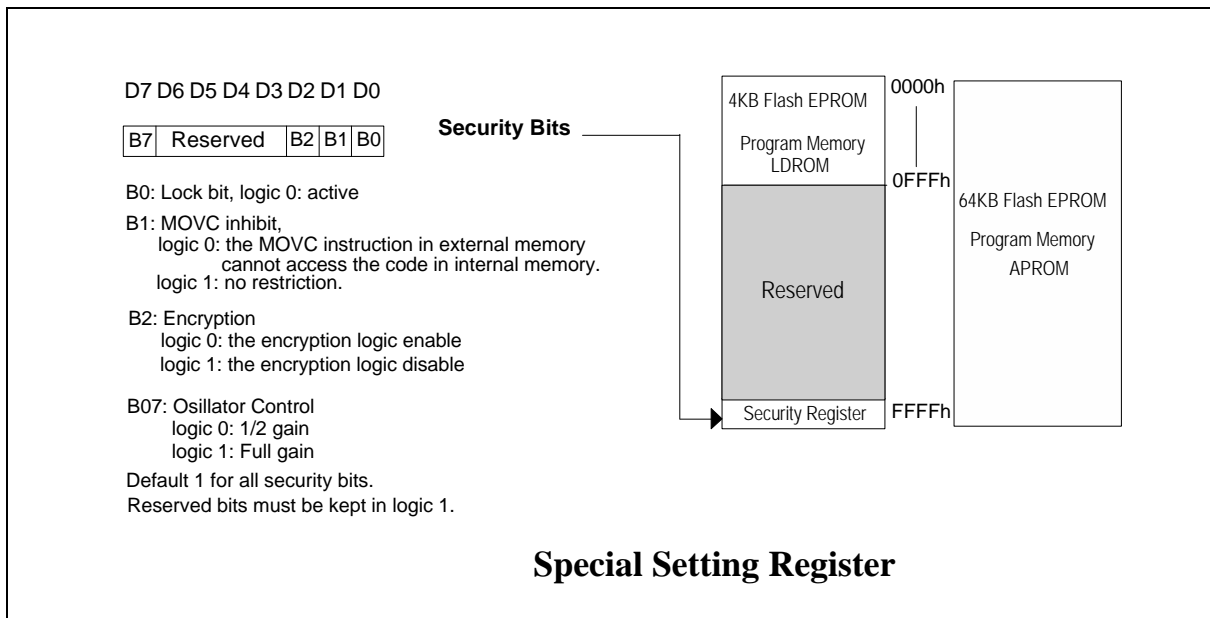 D7 D6 D5 D4 D3 D2 D1 D0
B7 Reserved B2 B1 B0
Security Bits
B0: Lock bit, logic 0: active
B1: MOVC inhibit,
logic 0: the MOVC instruction in external memory
cannot access the code in internal memory.
logic 1: no restriction.
B2: Encryption
logic 0: the encryption logic enable
logic 1: the encryption logic disable
B07: Osillator Control
logic 0: 1/2 gain
logic 1: Full gain
Default 1 for all security bits.
Reserved bits must be kept in logic 1.
4KB Flash EPROM
Program Memory
LDROM
Reserved
Security Register
0000h
0FFFh
FFFFh
64KB Flash EPROM
Program Memory
APROM
Special Setting Register